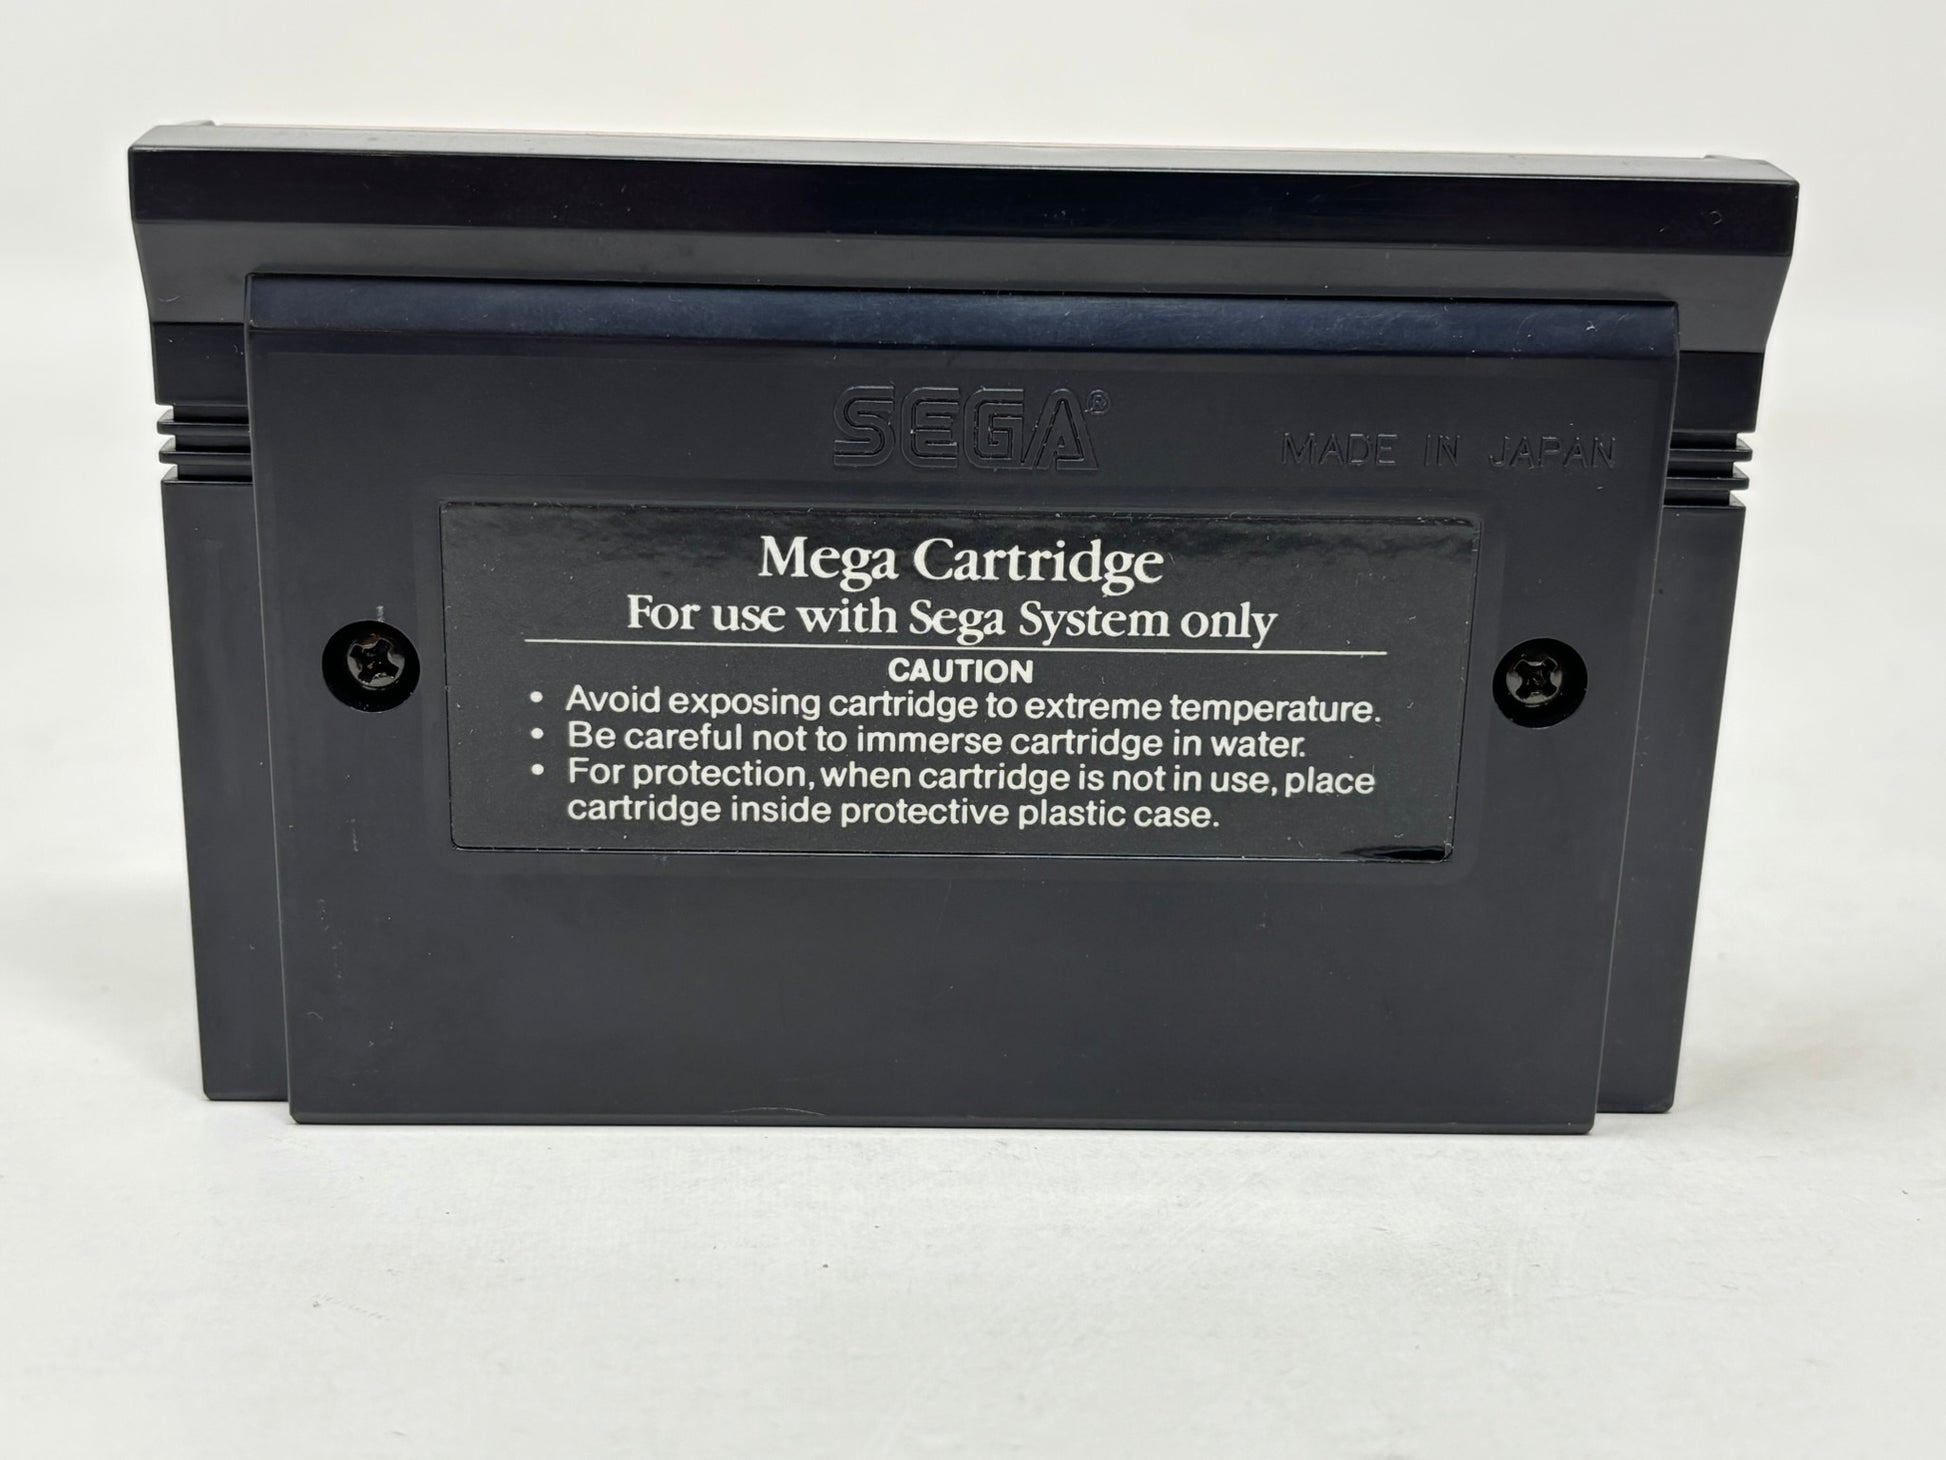 SEGA®
MADE IN JAPAN
Mega Cartridge
For use with Sega System only
CAUTION
• Avoid exposing cartridge to extreme temperature.
• Be careful not to immerse cartridge in water.
• For protection, when cartridge is not in use, place
cartridge inside protective plastic case.